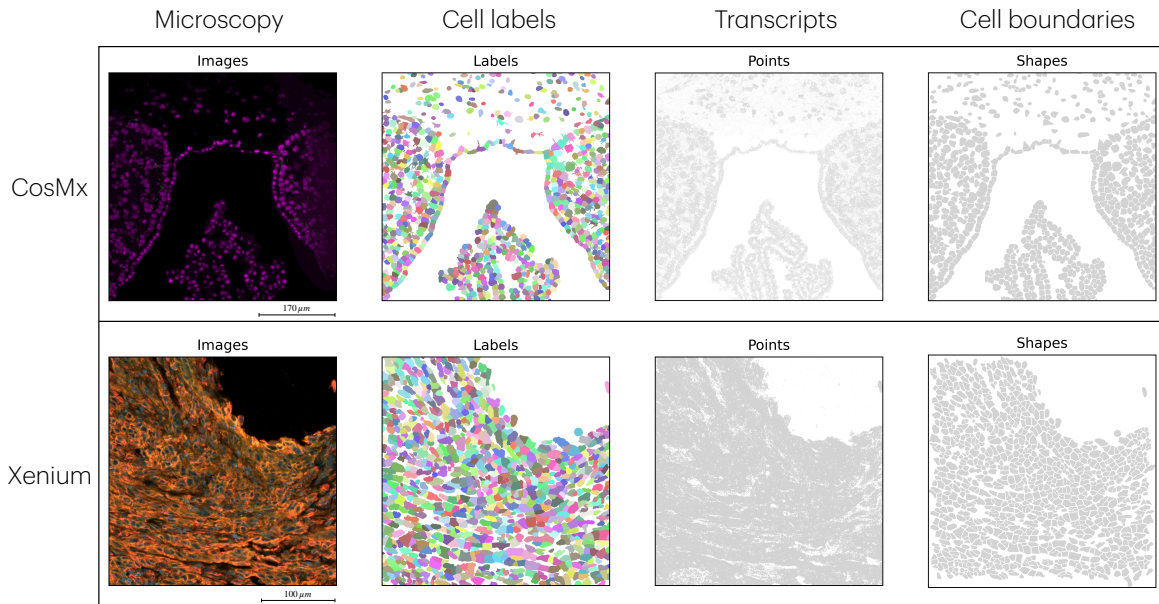 Microscopy Cell labels Transcripts Cell boundaries
Images Labels Points Shapes
CosMx
170 μm
Images Labels Points Shapes
Xenium
100 μm